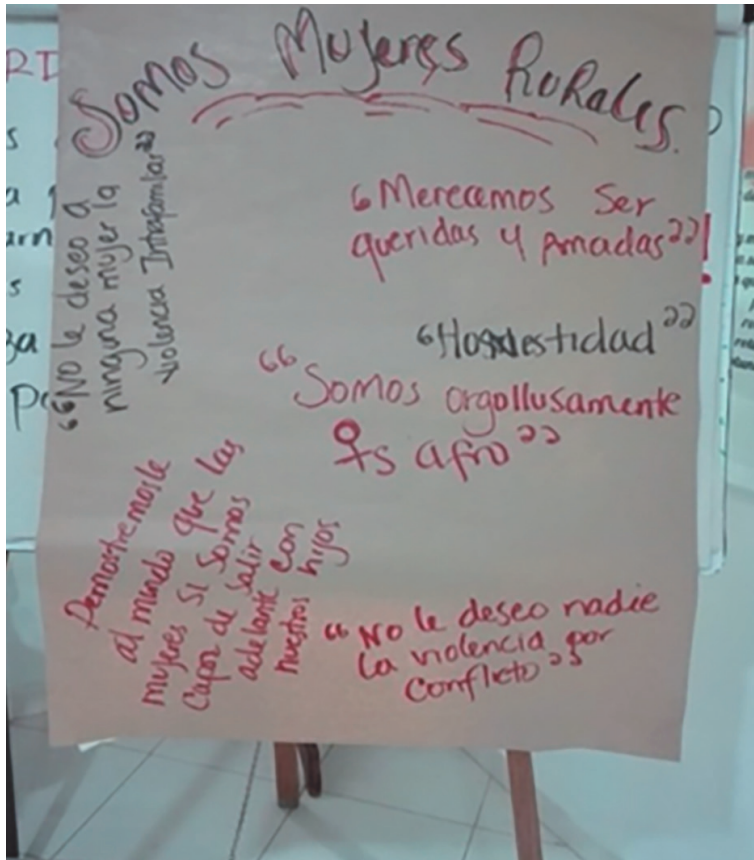 Somos Mujeres Rurales.
"No le deseo a
ninguna mujer la
violencia Intrafamiliar"
"Merecemos Ser
queridas y Amadas"!
"Honestidad"
"Somos orgollusamente
♀s afro"
Demostremosle
al mundo que las
mujeres si somos
Capaz de salir
adelante con
nuestros hijos
"No le deseo nadie
la violencia por
conflicto"